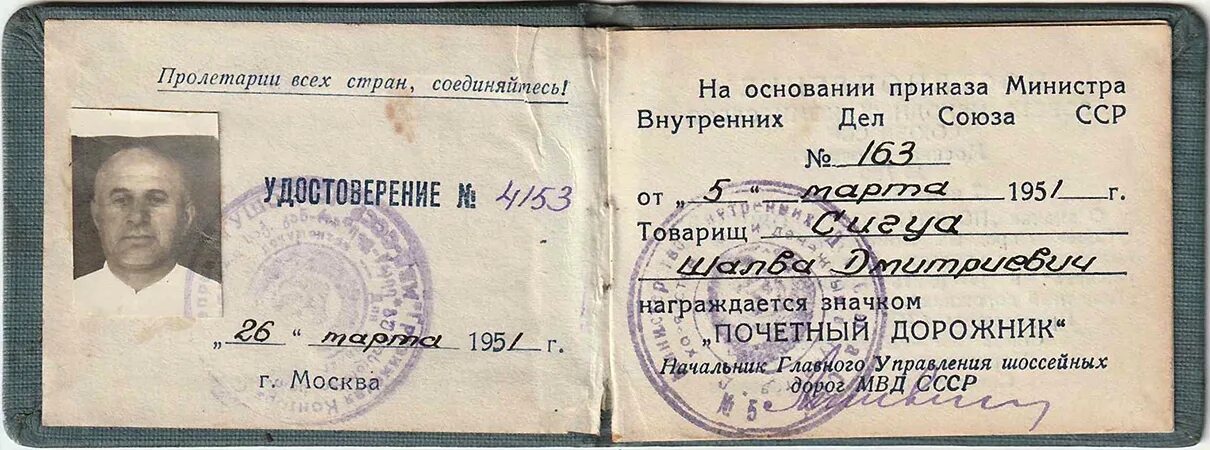 Пролетарии всех стран, соединяйтесь!
УДОСТОВЕРЕНИЕ № 4153
„26“ марта 1951 г.
г. Москва
На основании приказа Министра
Внутренних Дел Союза ССР
№ 163
от „5“ марта 1951 г.
Товарищ Сигуа
Шалва Дмитриевич
награждается значком
„ПОЧЕТНЫЙ ДОРОЖНИК“
Начальник Главного Управления шоссейных
дорог МВД СССР
№ 5